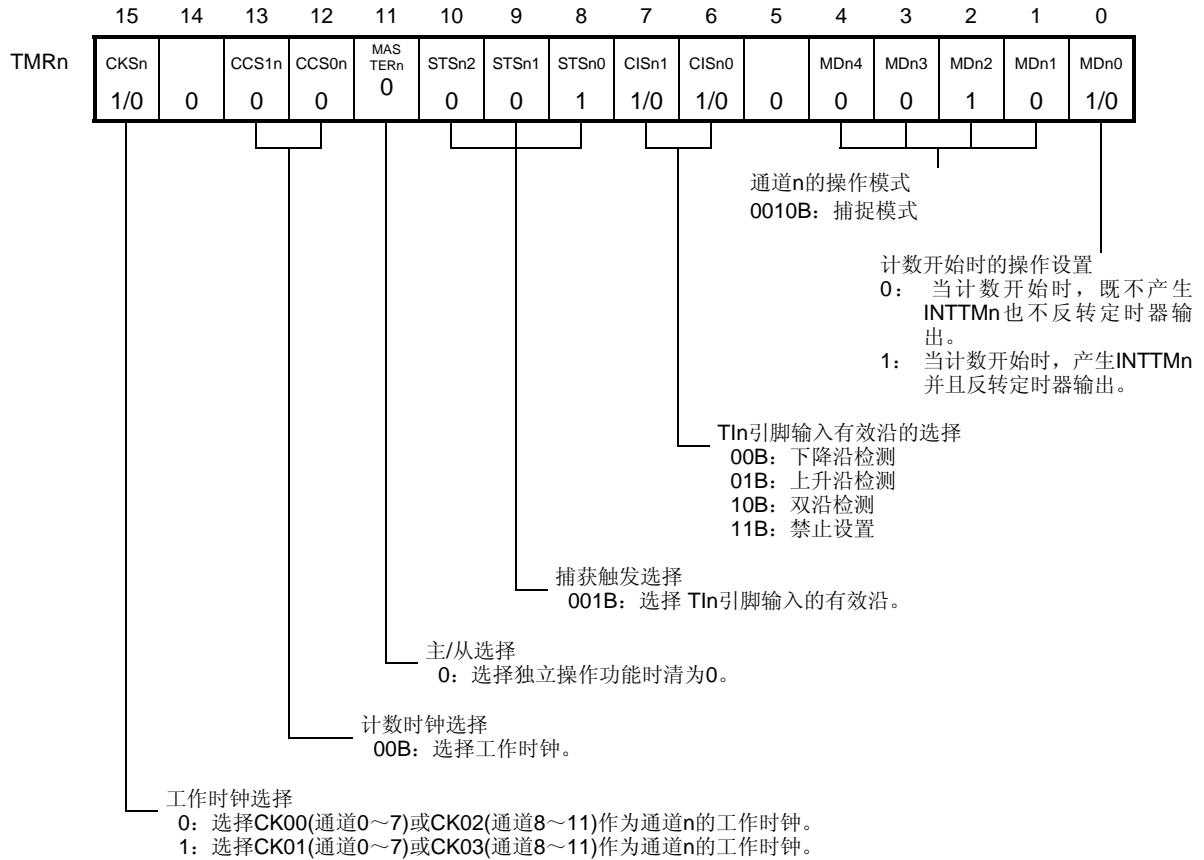 15 14 13 12 11 10 9 8 7 6 5 4 3 2 1 0
TMRn
CKSn CCS1n CCS0n MAS TERn STSn2 STSn1 STSn0 CISn1 CISn0 MDn4 MDn3 MDn2 MDn1 MDn0
1/0 0 0 0 0 0 0 1 1/0 1/0 0 0 0 1 0 1/0
通道n的操作模式
0010B：捕捉模式
计数开始时的操作设置
0： 当计数开始时，既不产生
INTTMn也不反转定时器输
出。
1： 当计数开始时，产生INTTMn
并且反转定时器输出。
TIn引脚输入有效沿的选择
00B：下降沿检测
01B：上升沿检测
10B：双沿检测
11B：禁止设置
捕获触发选择
001B：选择 TIn引脚输入的有效沿。
主/从选择
0：选择独立操作功能时清为0。
计数时钟选择
00B：选择工作时钟。
工作时钟选择
0：选择CK00(通道0～7)或CK02(通道8～11)作为通道n的工作时钟。
1：选择CK01(通道0～7)或CK03(通道8～11)作为通道n的工作时钟。